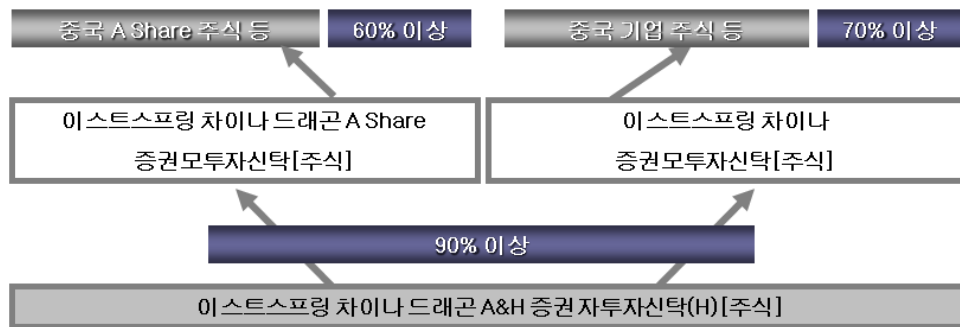 중국 A Share 주식 등
60% 이상
중국 기업 주식 등
70% 이상
이스트스프링 차이나 드래곤 A Share
증권모투자신탁[주식]
이스트스프링 차이나
증권모투자신탁[주식]
90% 이상
이스트스프링 차이나 드래곤 A&H 증권 자투자신탁(H)[주식]